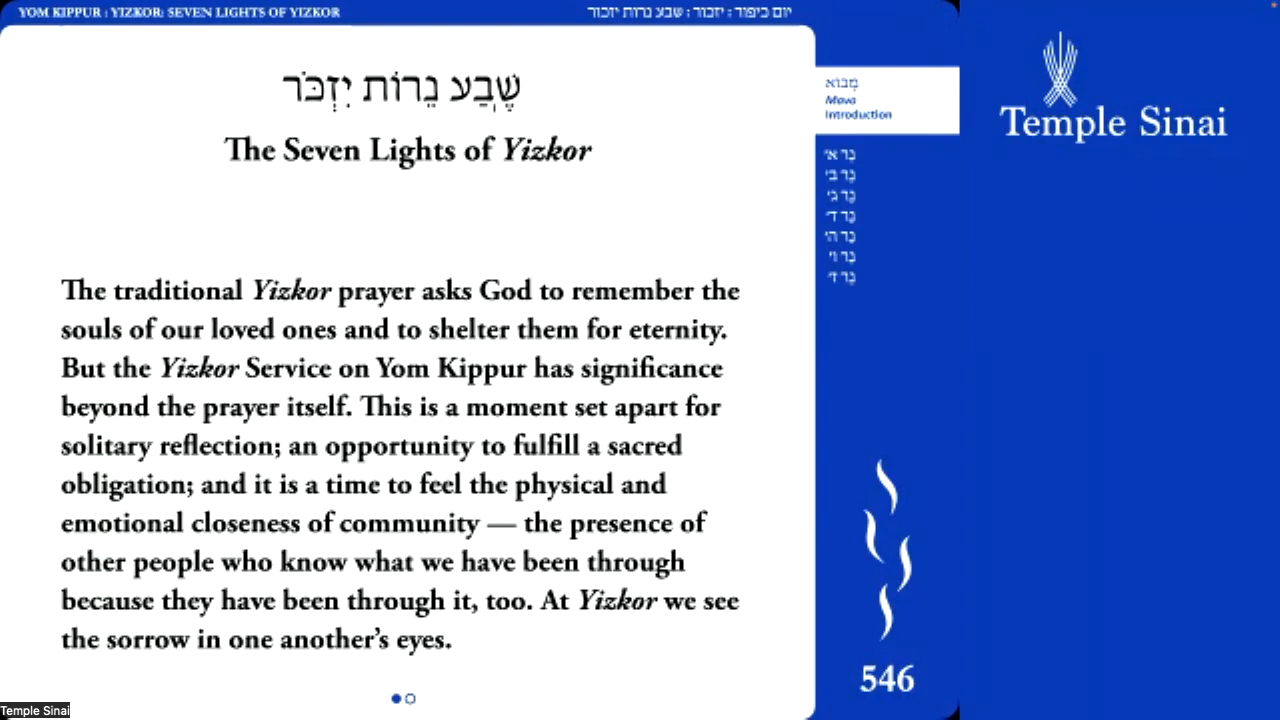 YOM KIPPUR : YIZKOR: SEVEN LIGHTS OF YIZKOR
יום כיפור : יזכור : שבע נרות יזכור
שֶֽׁבַע נֵרוֹת יִזְכֹּר
The Seven Lights of Yizkor
The traditional Yizkor prayer asks God to remember the
souls of our loved ones and to shelter them for eternity.
But the Yizkor Service on Yom Kippur has significance
beyond the prayer itself. This is a moment set apart for
solitary reflection; an opportunity to fulfill a sacred
obligation; and it is a time to feel the physical and
emotional closeness of community — the presence of
other people who know what we have been through
because they have been through it, too. At Yizkor we see
the sorrow in one another’s eyes.
מָבוֹא
Mavo
Introduction
נֵר א׳
נֵר ב׳
נֵר ג׳
נֵר ד׳
נֵר ה׳
נֵר ו׳
נֵר ז׳
546
Temple Sinai
Temple Sinai